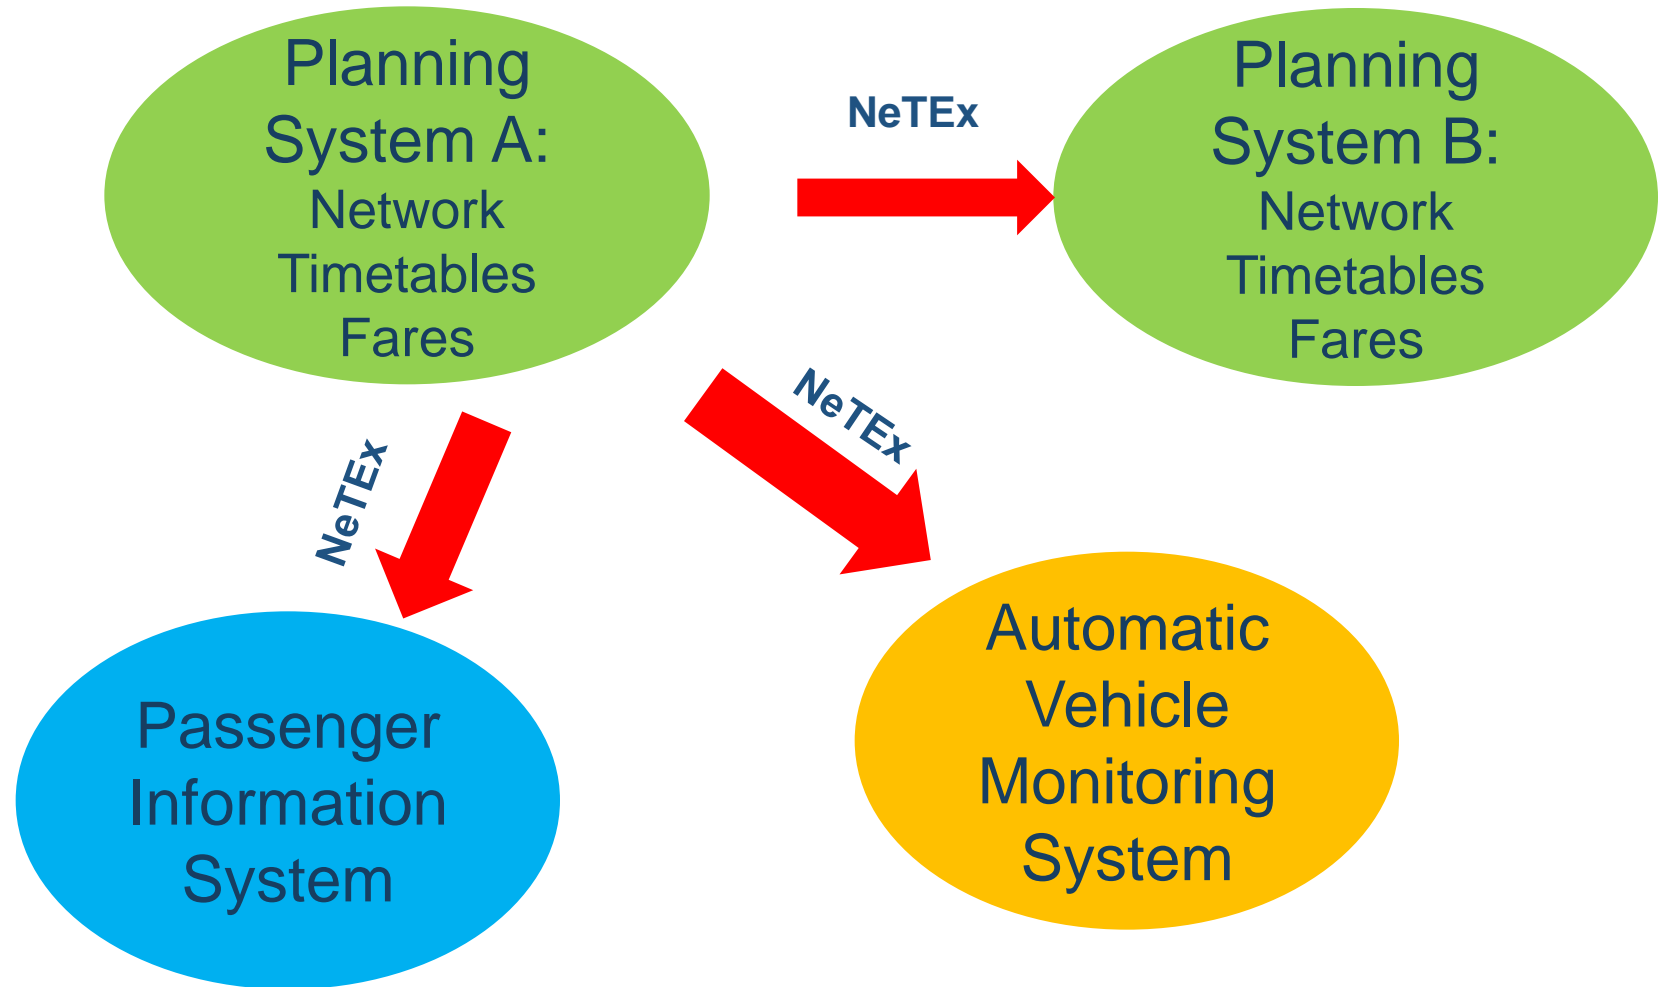 Planning
System A:
Network
Timetables
Fares
NeTEx
Planning
System B:
Network
Timetables
Fares
NeTEx
NeTEx
Passenger
Information
System
Automatic
Vehicle
Monitoring
System